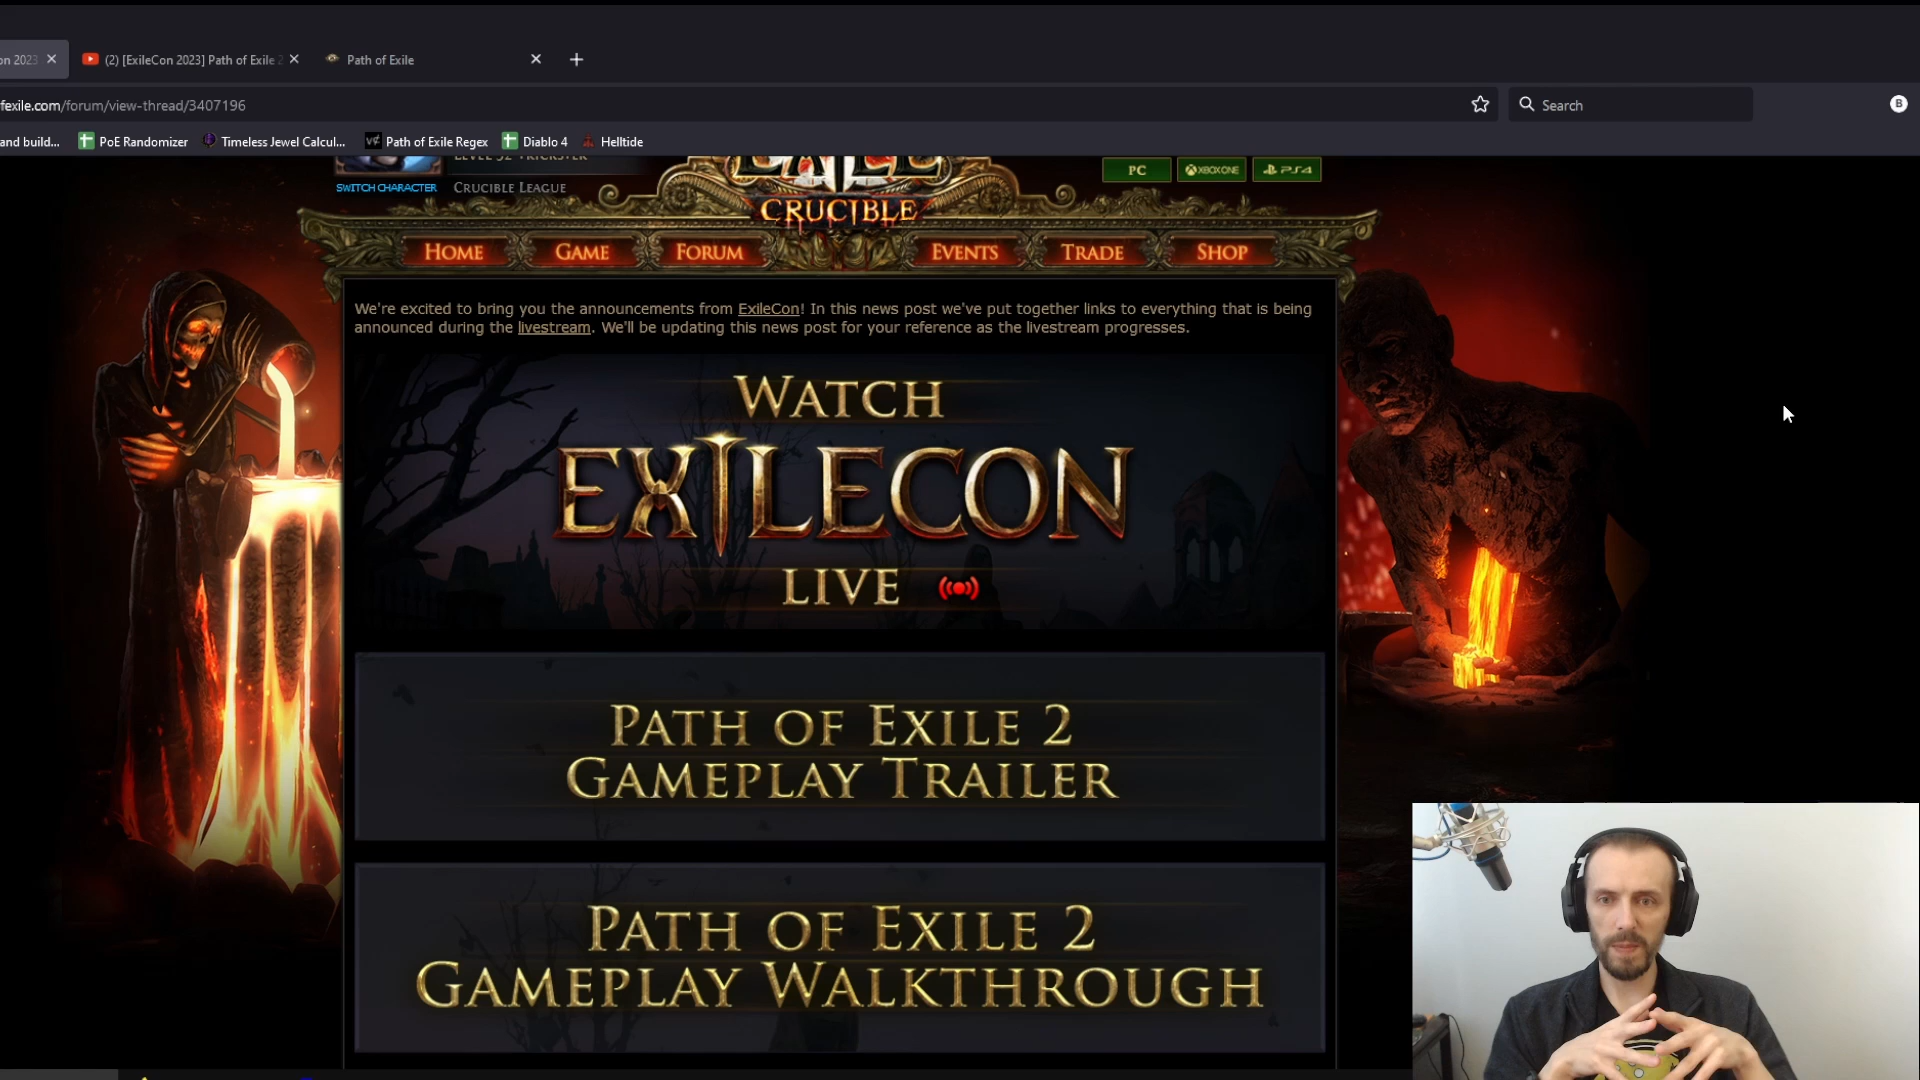 on 2023
(2) [ExileCon 2023] Path of Exile 2
Path of Exile
fexile.com/forum/view-thread/3407196
Search
B
and build...
PoE Randomizer
Timeless Jewel Calcul...
Path of Exile Regex
Diablo 4
Helltide
SWITCH CHARACTER
CRUCIBLE LEAGUE
CRUCIBLE
PC
XBOXONE
PS4
HOME
GAME
FORUM
EVENTS
TRADE
SHOP
We're excited to bring you the announcements from ExileCon! In this news post we've put together links to everything that is being
announced during the livestream. We'll be updating this news post for your reference as the livestream progresses.
WATCH
EXILECON
LIVE
PATH OF EXILE 2
GAMEPLAY TRAILER
PATH OF EXILE 2
GAMEPLAY WALKTHROUGH